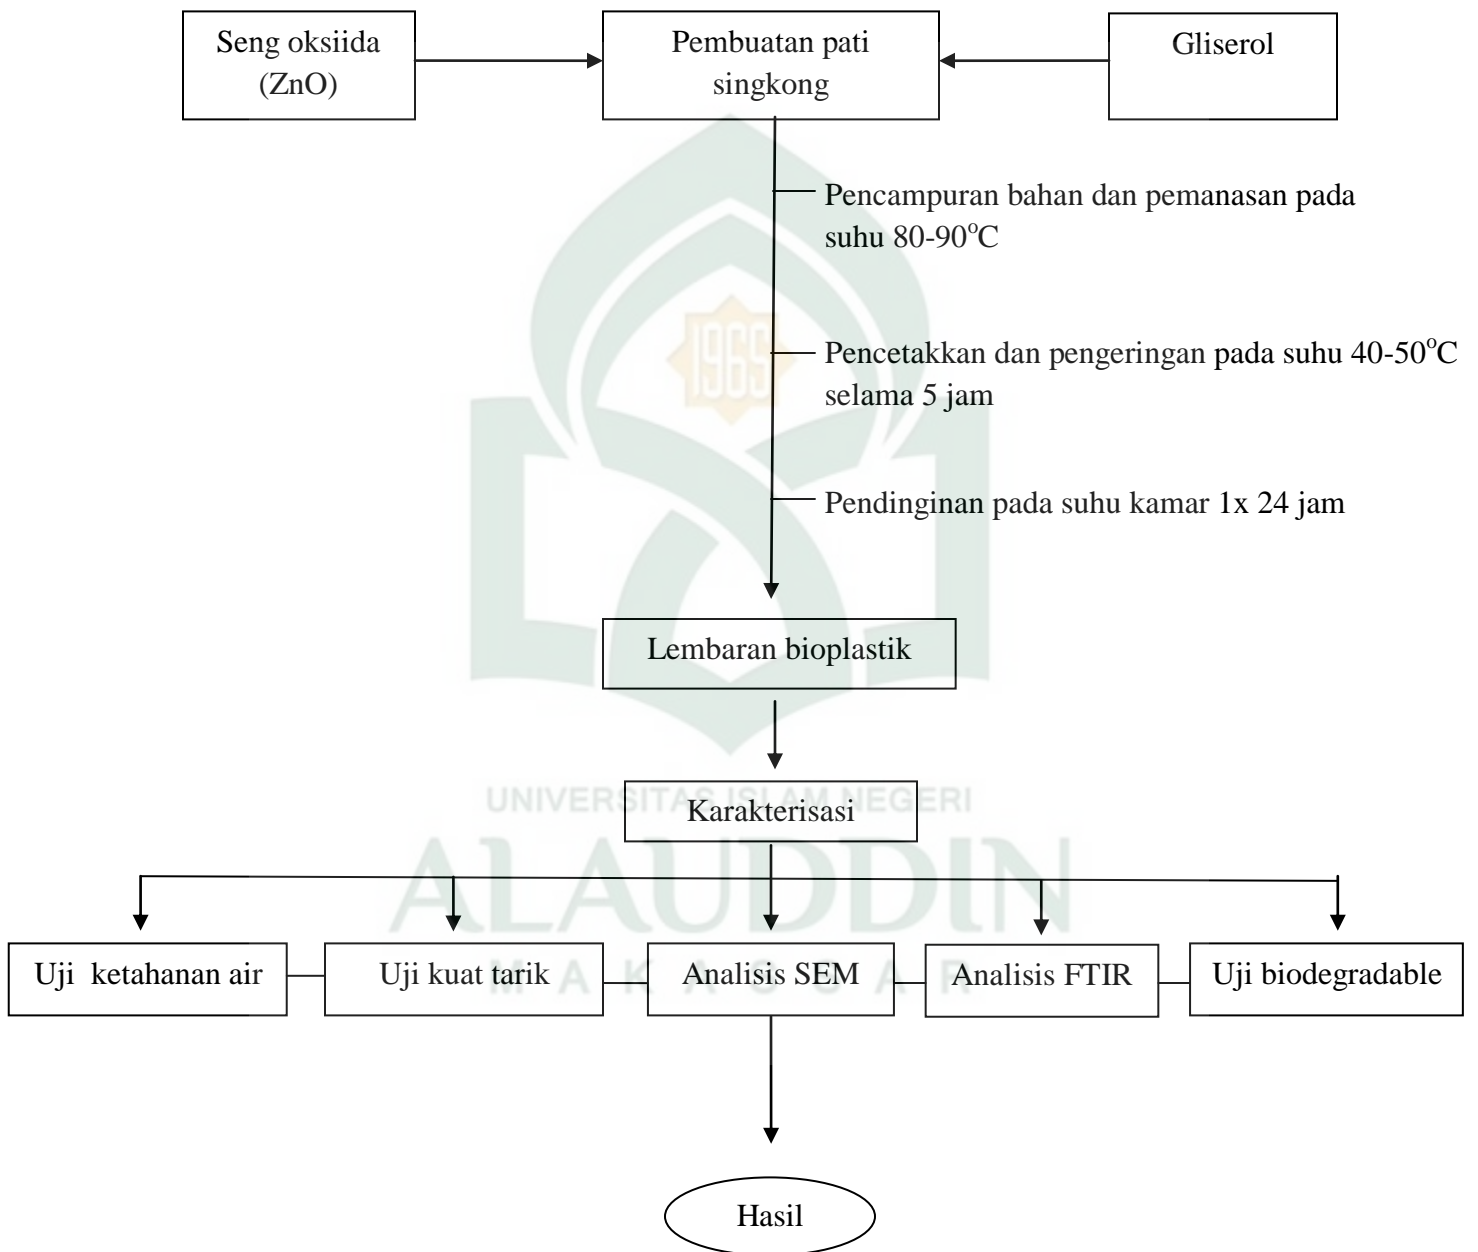 Seng oksiida
(ZnO)
Pembuatan pati
singkong
Gliserol
Pencampuran bahan dan pemanasan pada
suhu 80-90°C
1965
Pencetakkan dan pengeringan pada suhu 40-50°C
selama 5 jam
Pendinginan pada suhu kamar 1x 24 jam
Lembaran bioplastik
UNIVERSITAS ISLAM NEGERI
Karakterisasi
ALAUDDIN
Uji ketahanan air
Uji kuat tarik
Analisis SEM
Analisis FTIR
Uji biodegradable
MAKASSAR
Hasil